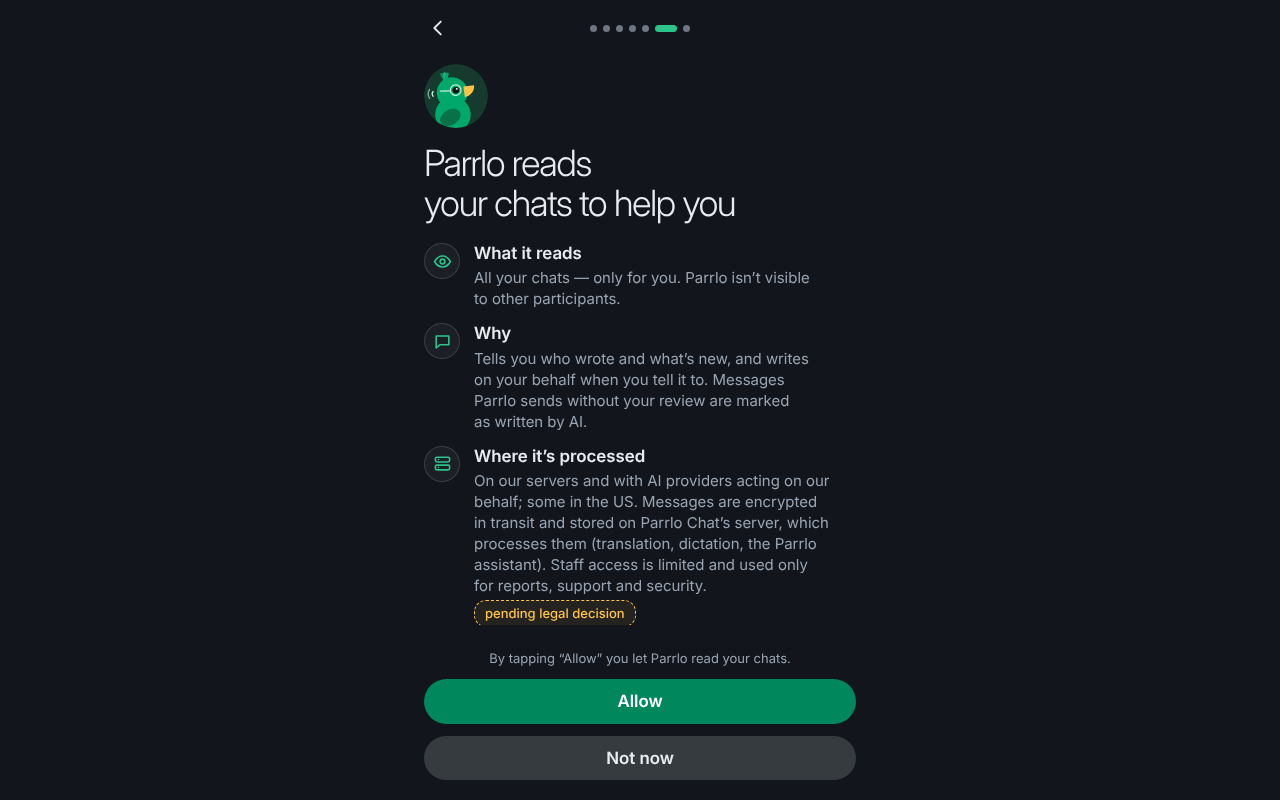 Parrlo reads
your chats to help you
What it reads
All your chats — only for you. Parrlo isn’t visible
to other participants.
Why
Tells you who wrote and what’s new, and writes
on your behalf when you tell it to. Messages
Parrlo sends without your review are marked
as written by AI.
Where it’s processed
On our servers and with AI providers acting on our
behalf; some in the US. Messages are encrypted
in transit and stored on Parrlo Chat’s server, which
processes them (translation, dictation, the Parrlo
assistant). Staff access is limited and used only
for reports, support and security.
pending legal decision
By tapping “Allow” you let Parrlo read your chats.
Allow
Not now